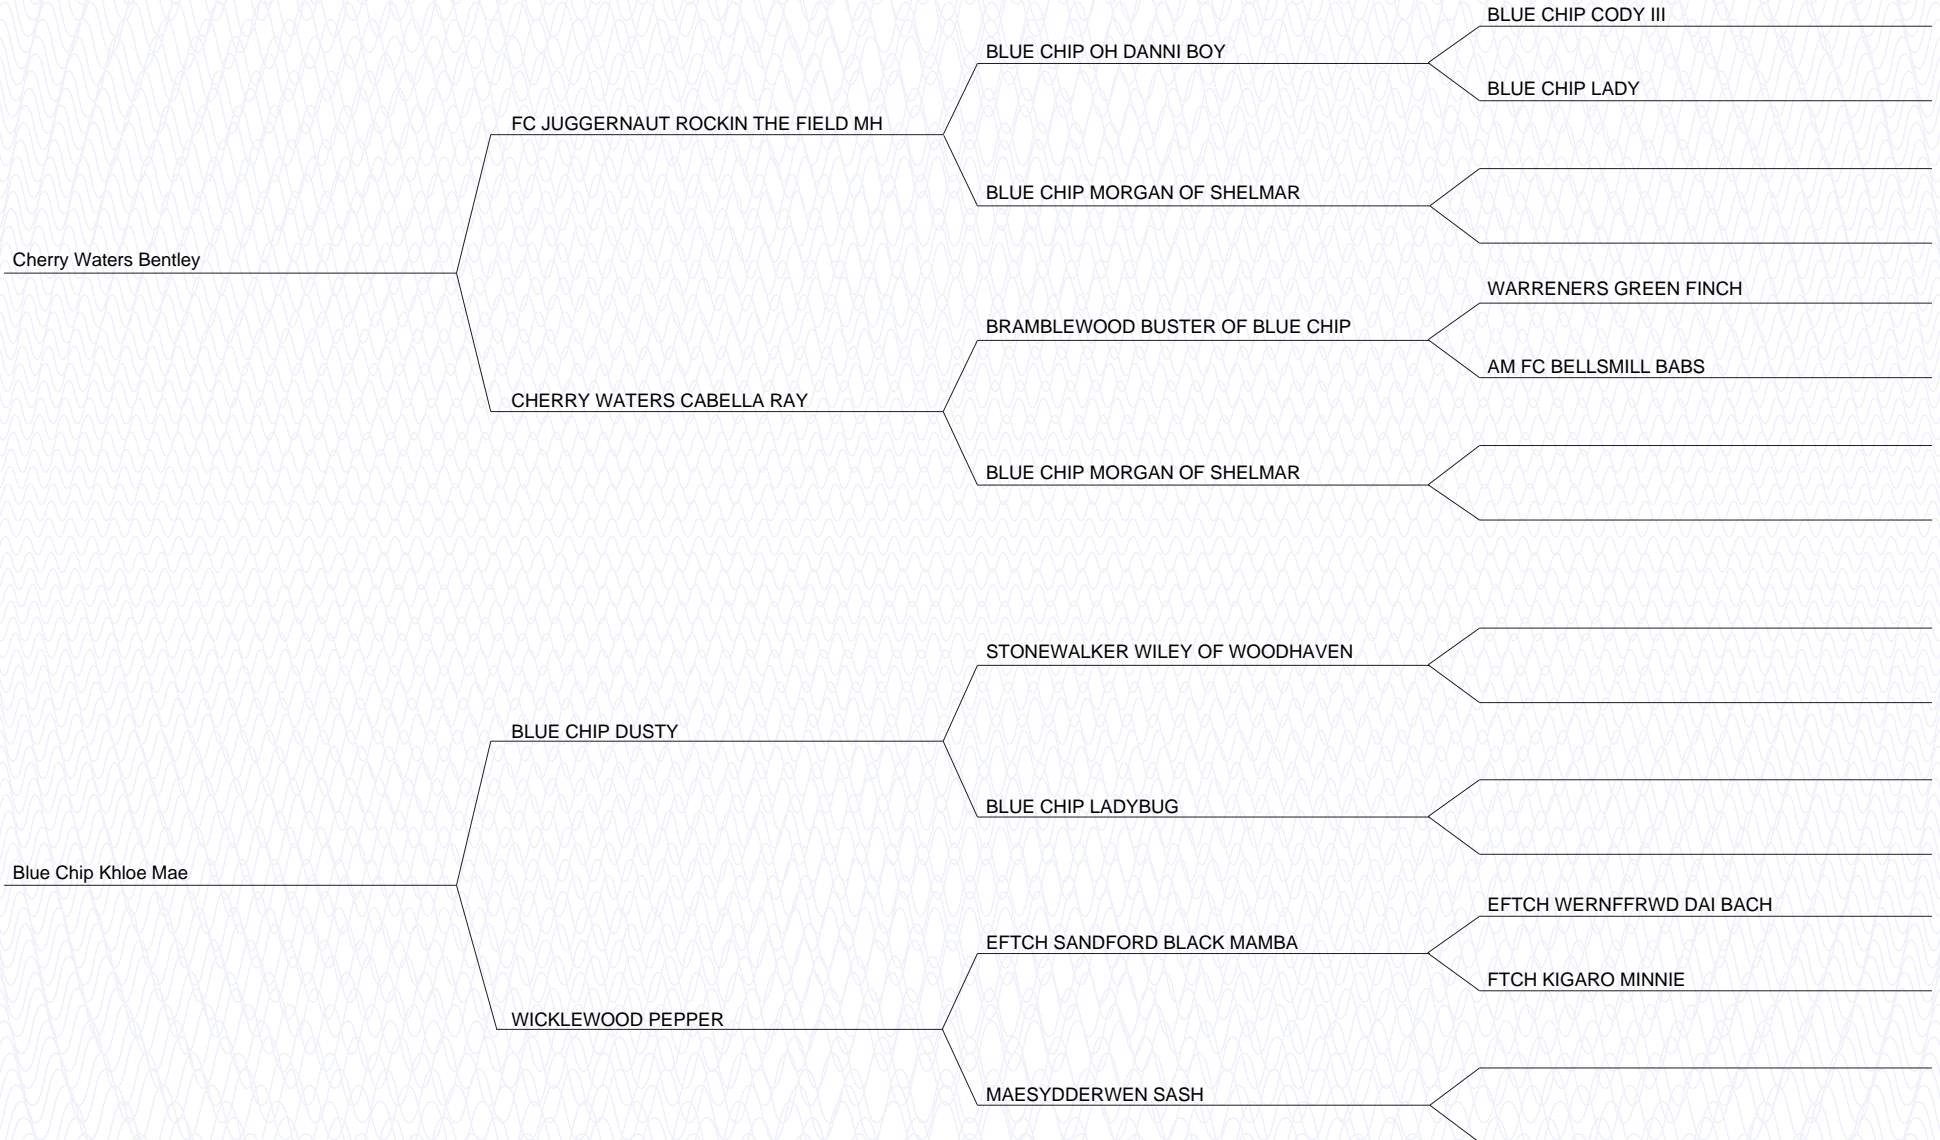 BLUE CHIP CODY III
BLUE CHIP OH DANNI BOY
BLUE CHIP LADY
FC JUGGERNAUT ROCKIN THE FIELD MH
BLUE CHIP MORGAN OF SHELMAR
Cherry Waters Bentley
WARRENERS GREEN FINCH
BRAMBLEWOOD BUSTER OF BLUE CHIP
AM FC BELLSMILL BABS
CHERRY WATERS CABELLA RAY
BLUE CHIP MORGAN OF SHELMAR
STONEWALKER WILEY OF WOODHAVEN
BLUE CHIP DUSTY
BLUE CHIP LADYBUG
Blue Chip Khloe Mae
EFTCH WERNFFRWD DAI BACH
EFTCH SANDFORD BLACK MAMBA
FTCH KIGARO MINNIE
WICKLEWOOD PEPPER
MAESYDDERWEN SASH